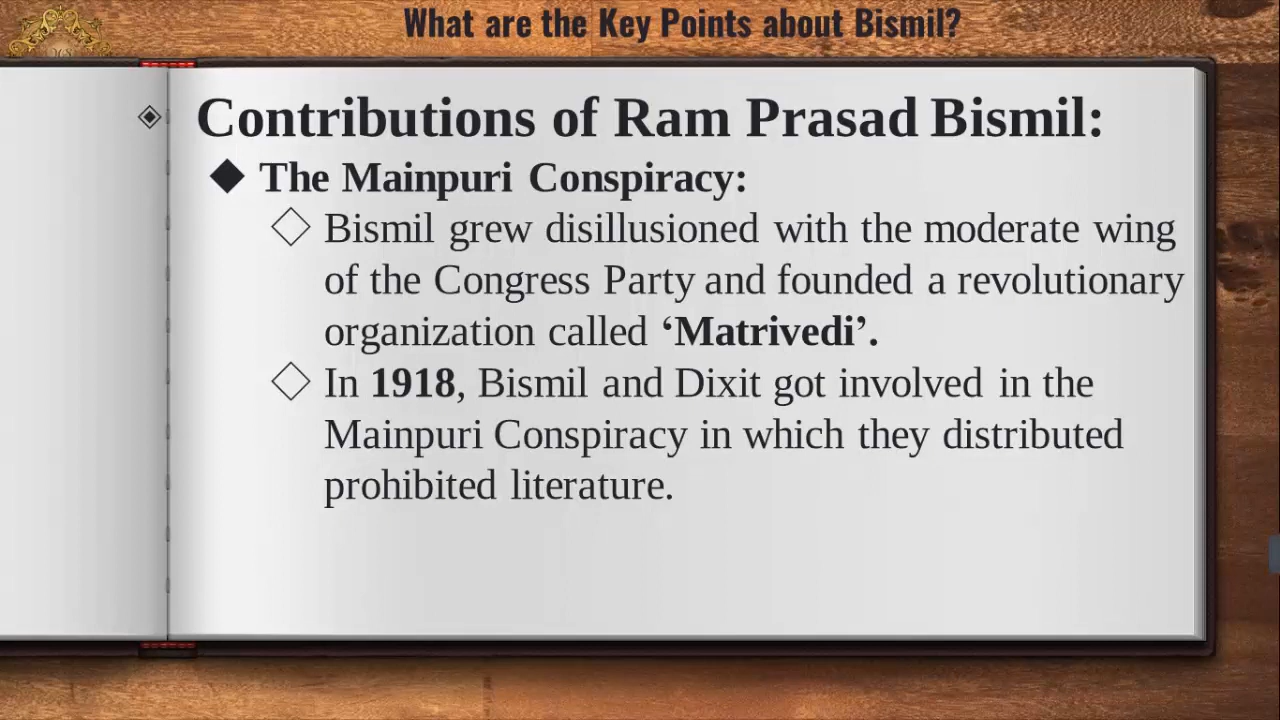 What are the Key Points about Bismil?
Contributions of Ram Prasad Bismil:
The Mainpuri Conspiracy:
Bismil grew disillusioned with the moderate wing
of the Congress Party and founded a revolutionary
organization called ‘Matrivedi’.
In 1918, Bismil and Dixit got involved in the
Mainpuri Conspiracy in which they distributed
prohibited literature.